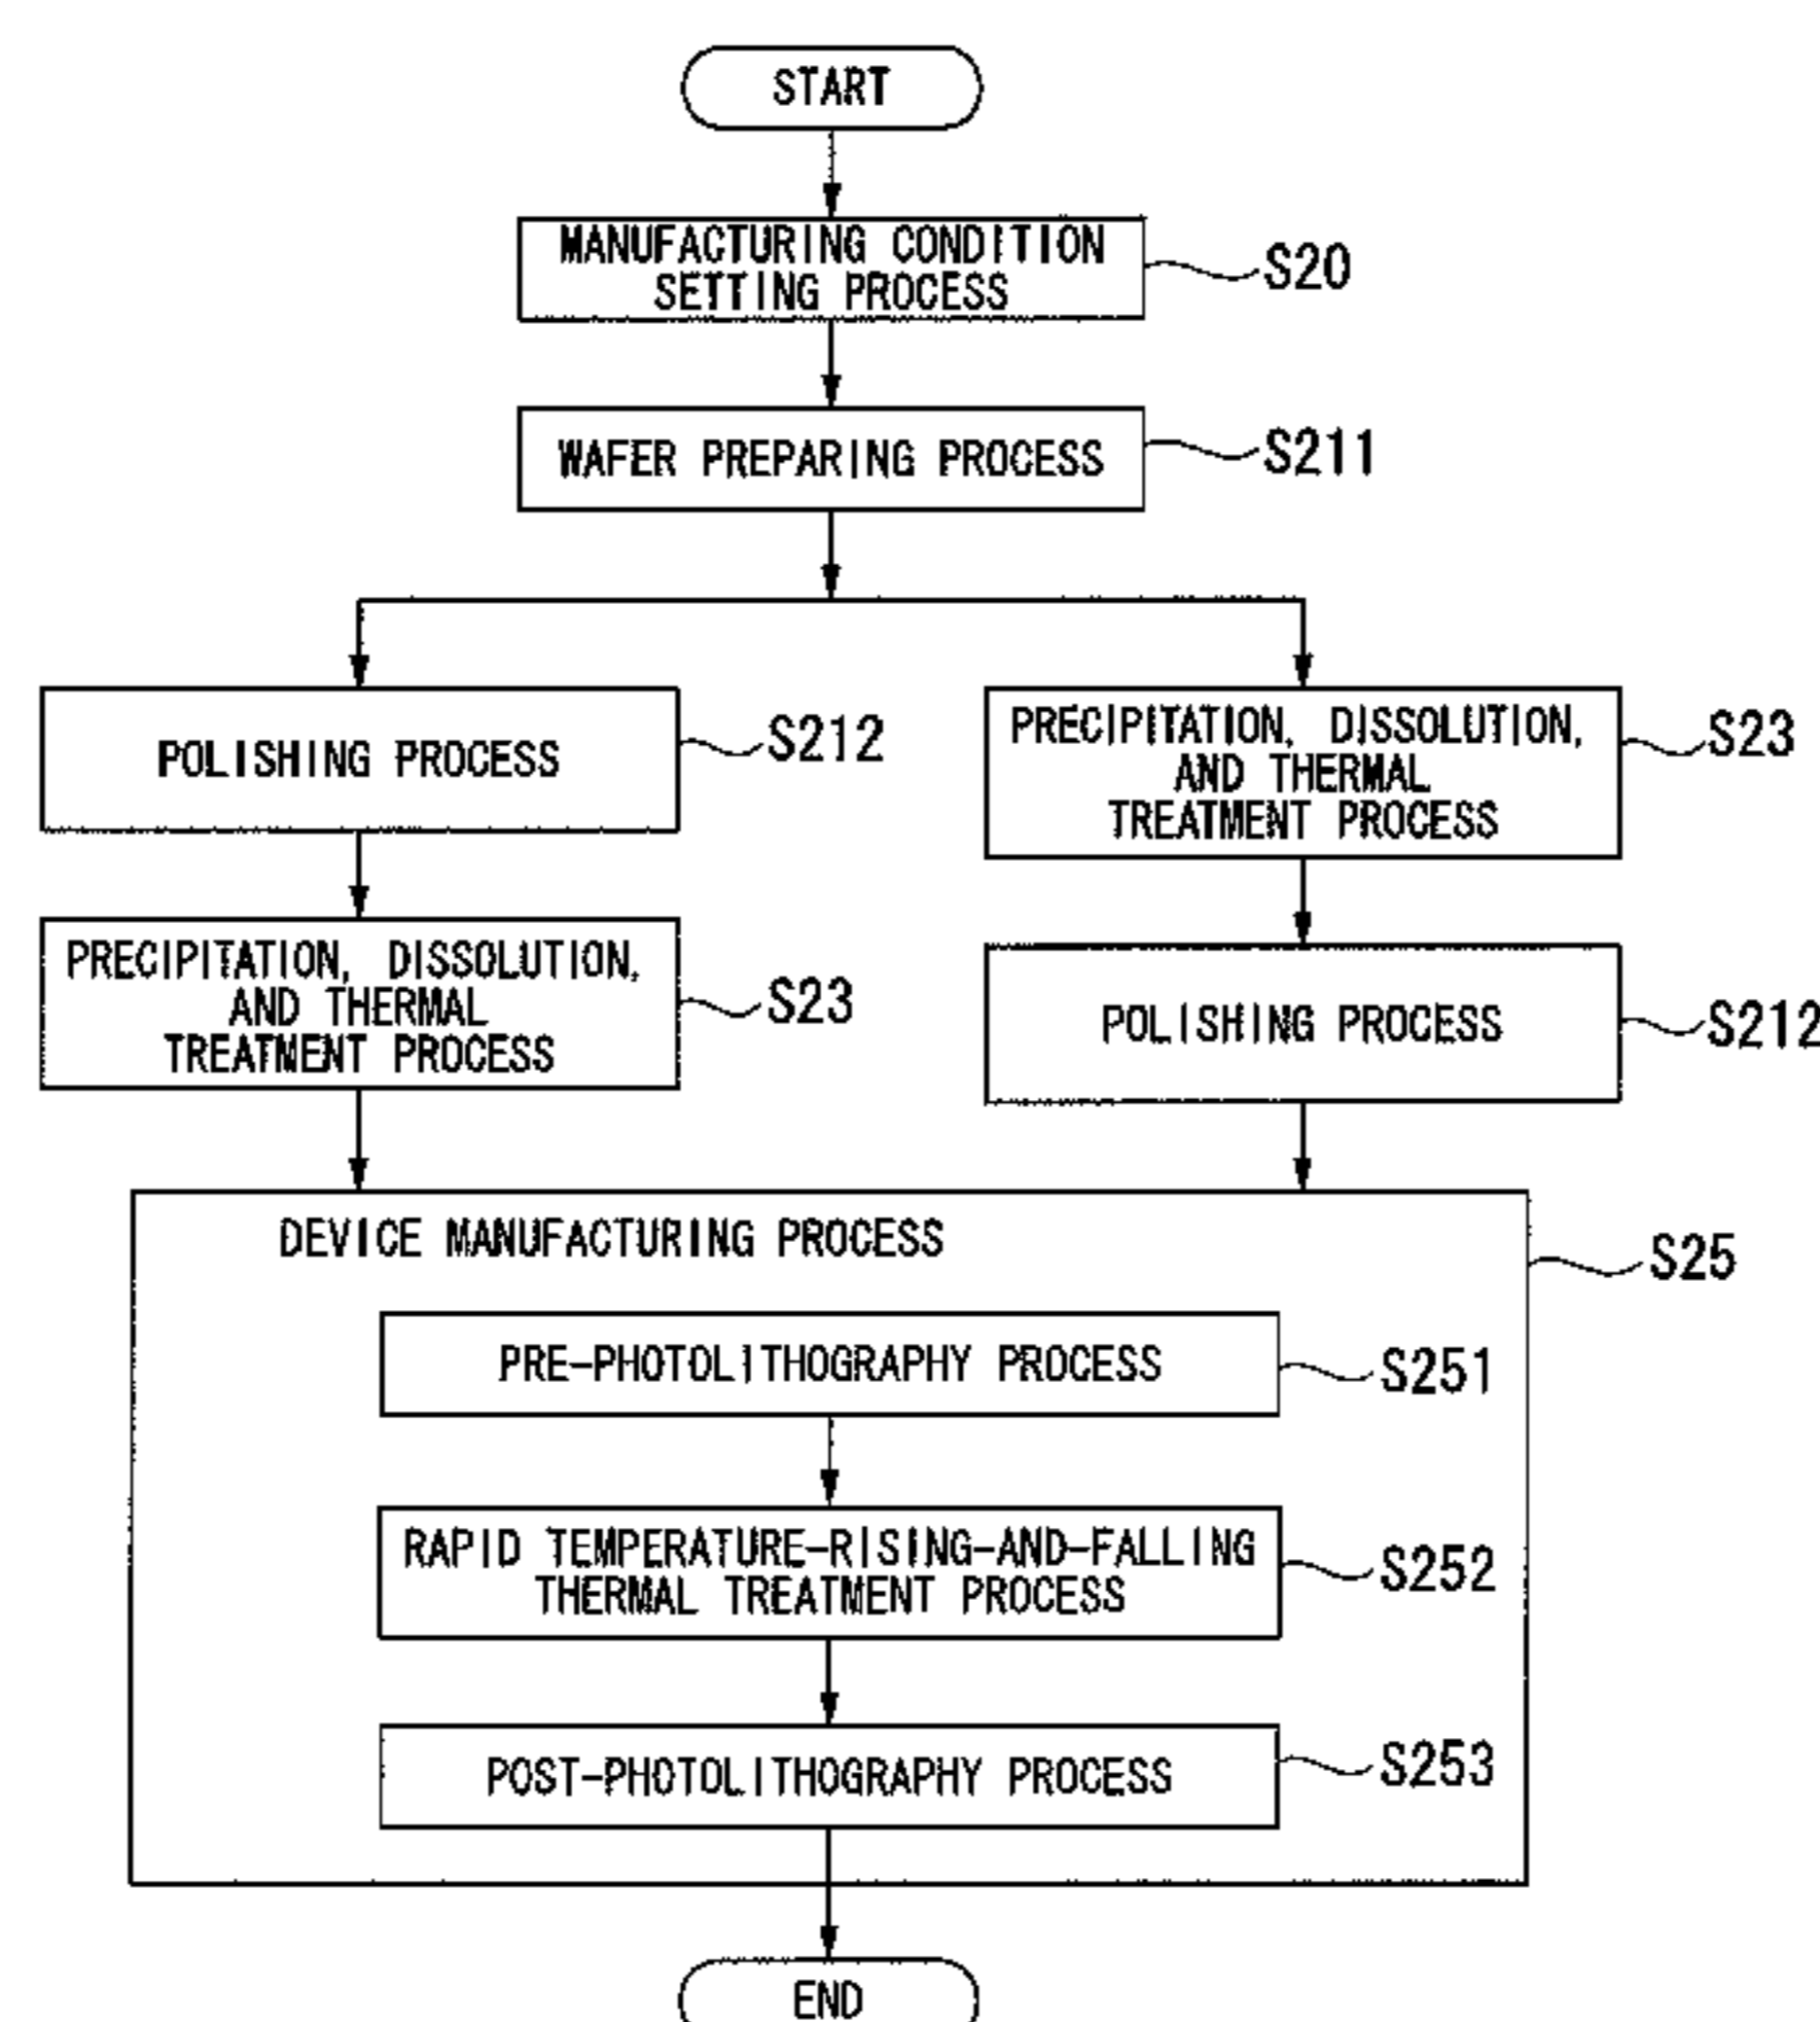 START
MANUFACTURING CONDITION
SETTING PROCESS
S20
WAFER PREPARING PROCESS
S211
POLISHING PROCESS
S212
PRECIPITATION, DISSOLUTION,
AND THERMAL
TREATMENT PROCESS
S23
PRECIPITATION, DISSOLUTION,
AND THERMAL
TREATMENT PROCESS
S23
POLISHING PROCESS
S212
DEVICE MANUFACTURING PROCESS
S25
PRE-PHOTOLITHOGRAPHY PROCESS
S251
RAPID TEMPERATURE-RISING-AND-FALLING
THERMAL TREATMENT PROCESS
S252
POST-PHOTOLITHOGRAPHY PROCESS
S253
END